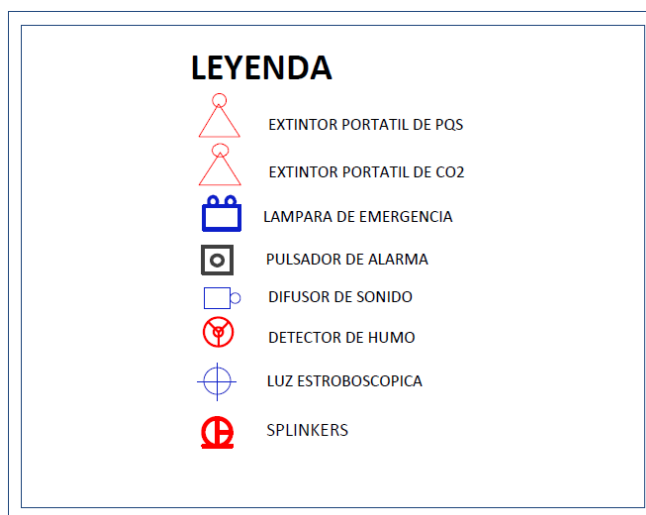 LEYENDA
EXTINTOR PORTATIL DE PQS
EXTINTOR PORTATIL DE CO2
LAMPARA DE EMERGENCIA
PULSADOR DE ALARMA
DIFUSOR DE SONIDO
DETECTOR DE HUMO
LUZ ESTROBOSCOPICA
SPLINKERS